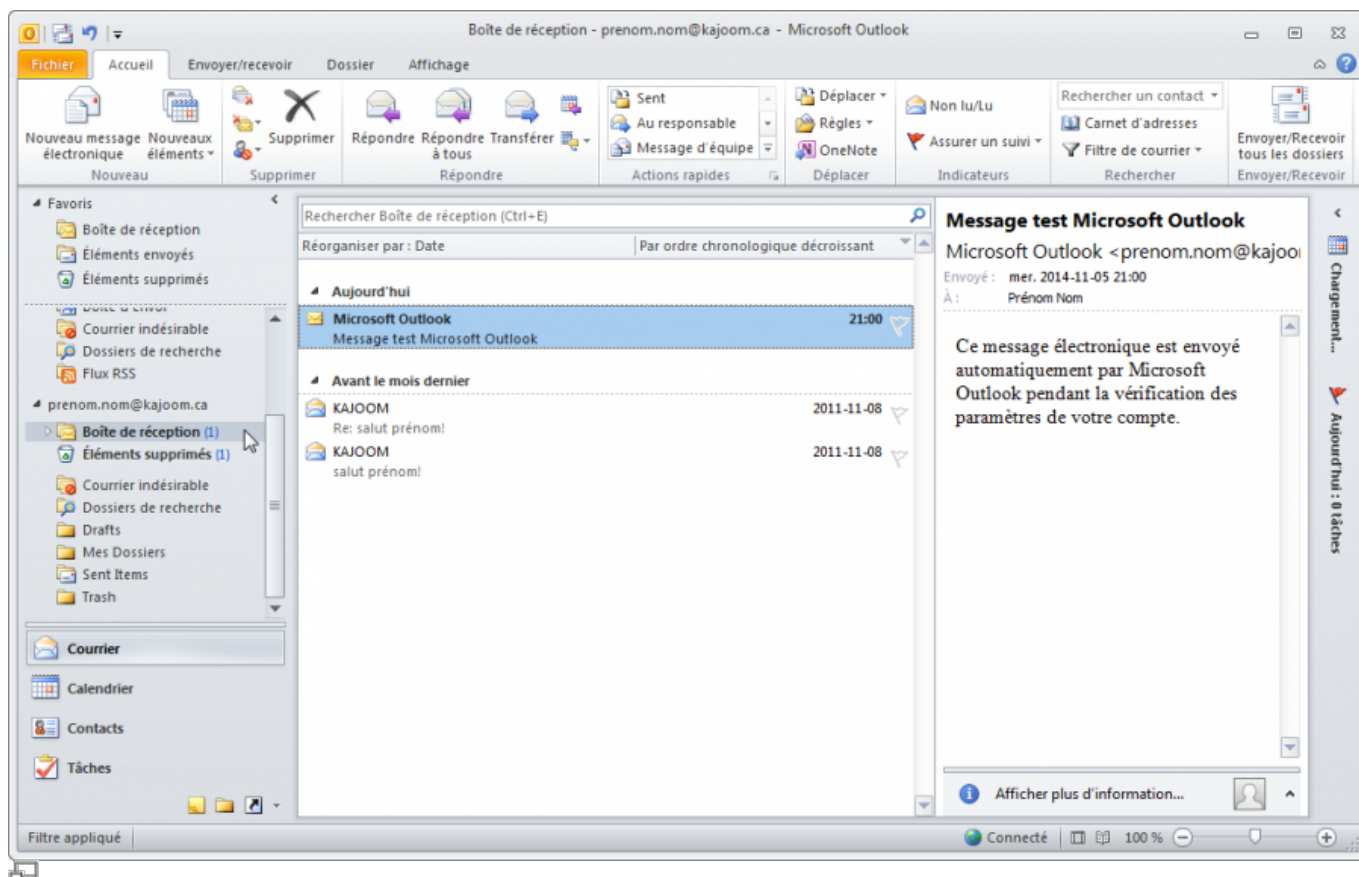 Boîte de réception - prenom.nom@kajoom.ca - Microsoft Outlook
Fichier Accueil Envoyer/recevoir Dossier Affichage
Nouveau message électronique
Nouveaux éléments
Nouveau
Supprimer
Supprimer
Répondre
Répondre à tous
Transférer
Répondre
Sent
Au responsable
Message d'équipe
Actions rapides
Déplacer
Règles
OneNote
Déplacer
Non lu/Lu
Assurer un suivi
Indicateurs
Rechercher un contact
Carnet d'adresses
Filtre de courrier
Rechercher
Envoyer/Recevoir
tous les dossiers
Envoyer/Recevoir
Favoris
Boîte de réception
Éléments envoyés
Éléments supprimés
Courrier indésirable
Dossiers de recherche
Flux RSS
prenom.nom@kajoom.ca
Boîte de réception (1)
Éléments supprimés (1)
Courrier indésirable
Dossiers de recherche
Drafts
Mes Dossiers
Sent Items
Trash
Courrier
Calendrier
Contacts
Tâches
Rechercher Boîte de réception (Ctrl+E)
Réorganiser par : Date Par ordre chronologique décroissant
Aujourd'hui
Microsoft Outlook 21:00
Message test Microsoft Outlook
Avant le mois dernier
KAJOOM 2011-11-08
Re: salut prénom!
KAJOOM 2011-11-08
salut prénom!
Message test Microsoft Outlook
Microsoft Outlook <prenom.nom@kajoo
Envoyé : mer. 2014-11-05 21:00
À : Prénom Nom
Ce message électronique est envoyé
automatiquement par Microsoft
Outlook pendant la vérification des
paramètres de votre compte.
Afficher plus d'information...
Chargement...
Aujourd'hui : 0 tâches
Filtre appliqué
Connecté 100 %